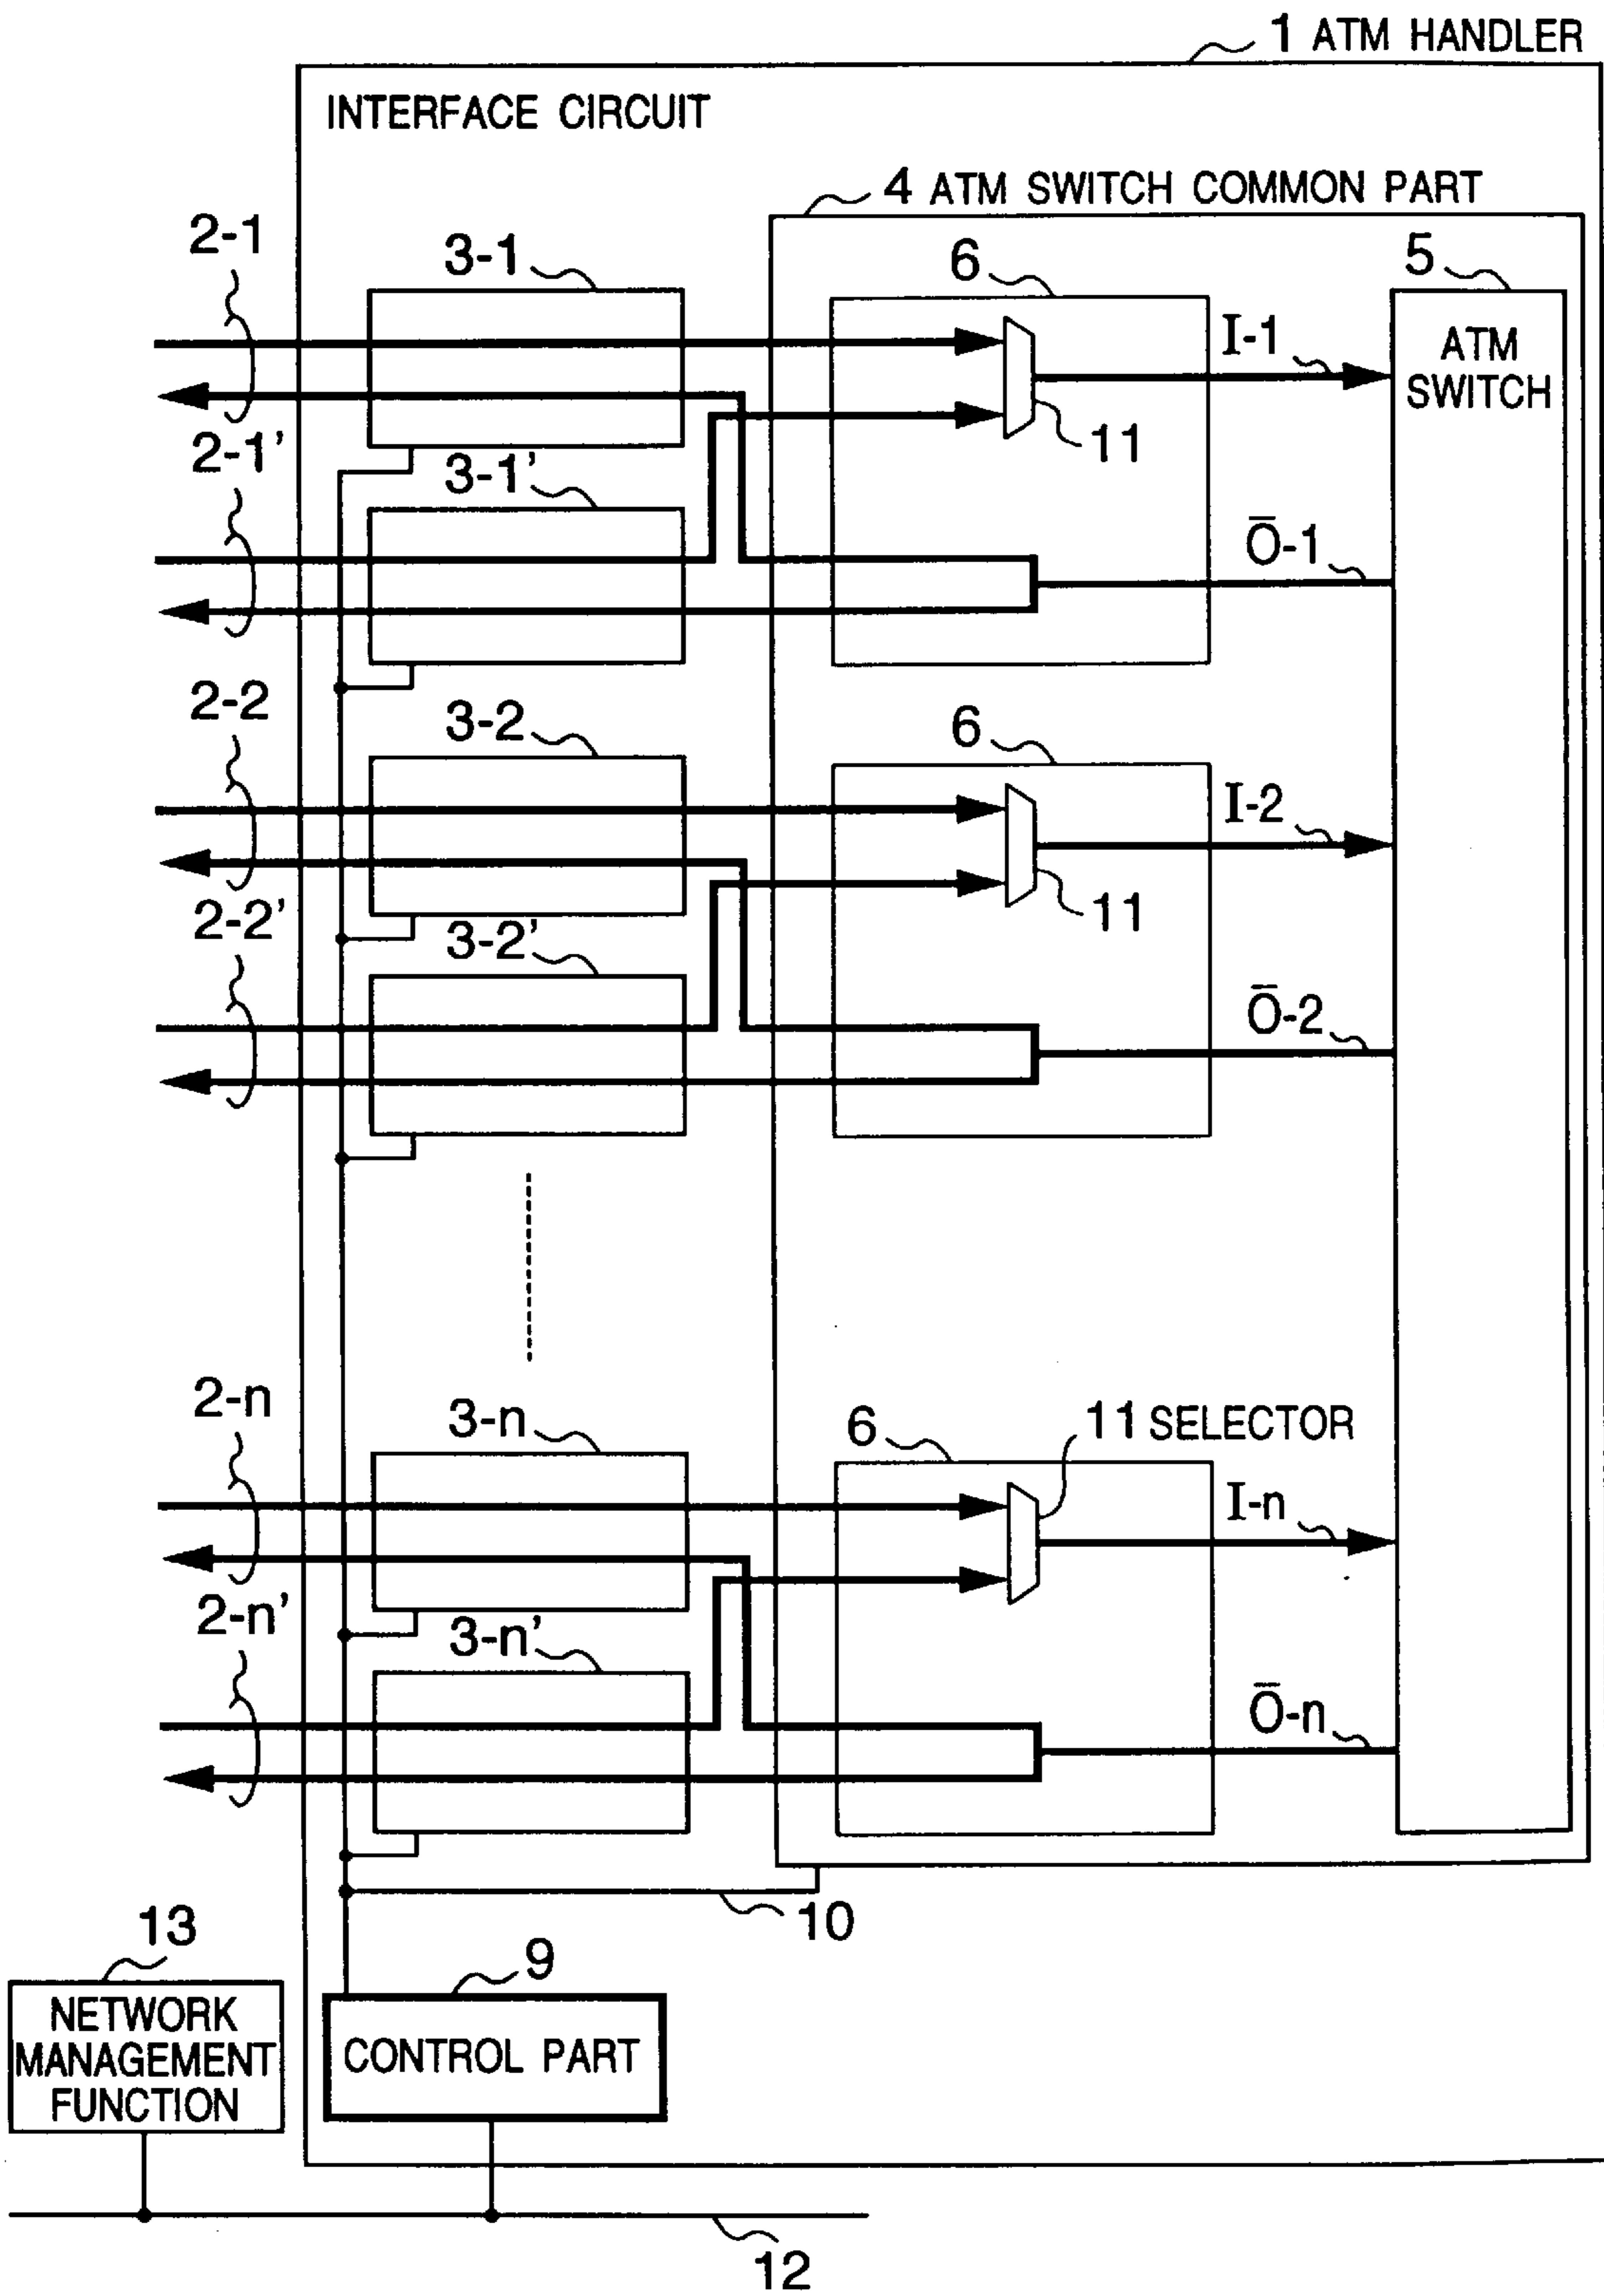 1 ATM HANDLER
INTERFACE CIRCUIT
4 ATM SWITCH COMMON PART
2-1
3-1
6
5
I-1
ATM
SWITCH
11
2-1'
3-1'
O̅-1
2-2
3-2
6
I-2
11
2-2'
3-2'
O̅-2
2-n
3-n
6
11 SELECTOR
I-n
2-n'
3-n'
O̅-n
10
13
9
NETWORK
MANAGEMENT
FUNCTION
CONTROL PART
12